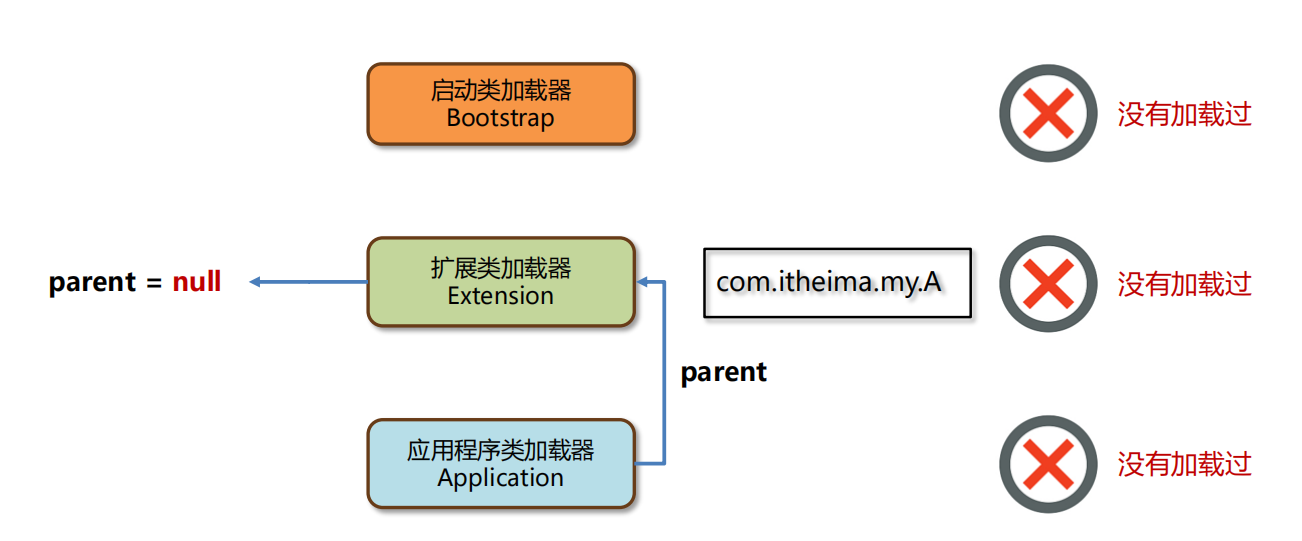 启动类加载器
Bootstrap
没有加载过
parent = null
扩展类加载器
Extension
com.itheima.my.A
没有加载过
parent
应用程序类加载器
Application
没有加载过